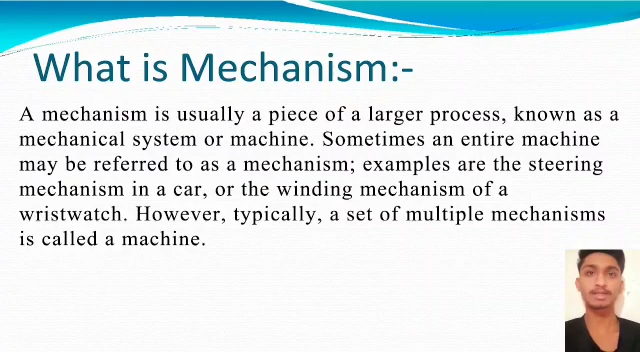 What is Mechanism:-
A mechanism is usually a piece of a larger process, known as a
mechanical system or machine. Sometimes an entire machine
may be referred to as a mechanism; examples are the steering
mechanism in a car, or the winding mechanism of a
wristwatch. However, typically, a set of multiple mechanisms
is called a machine.